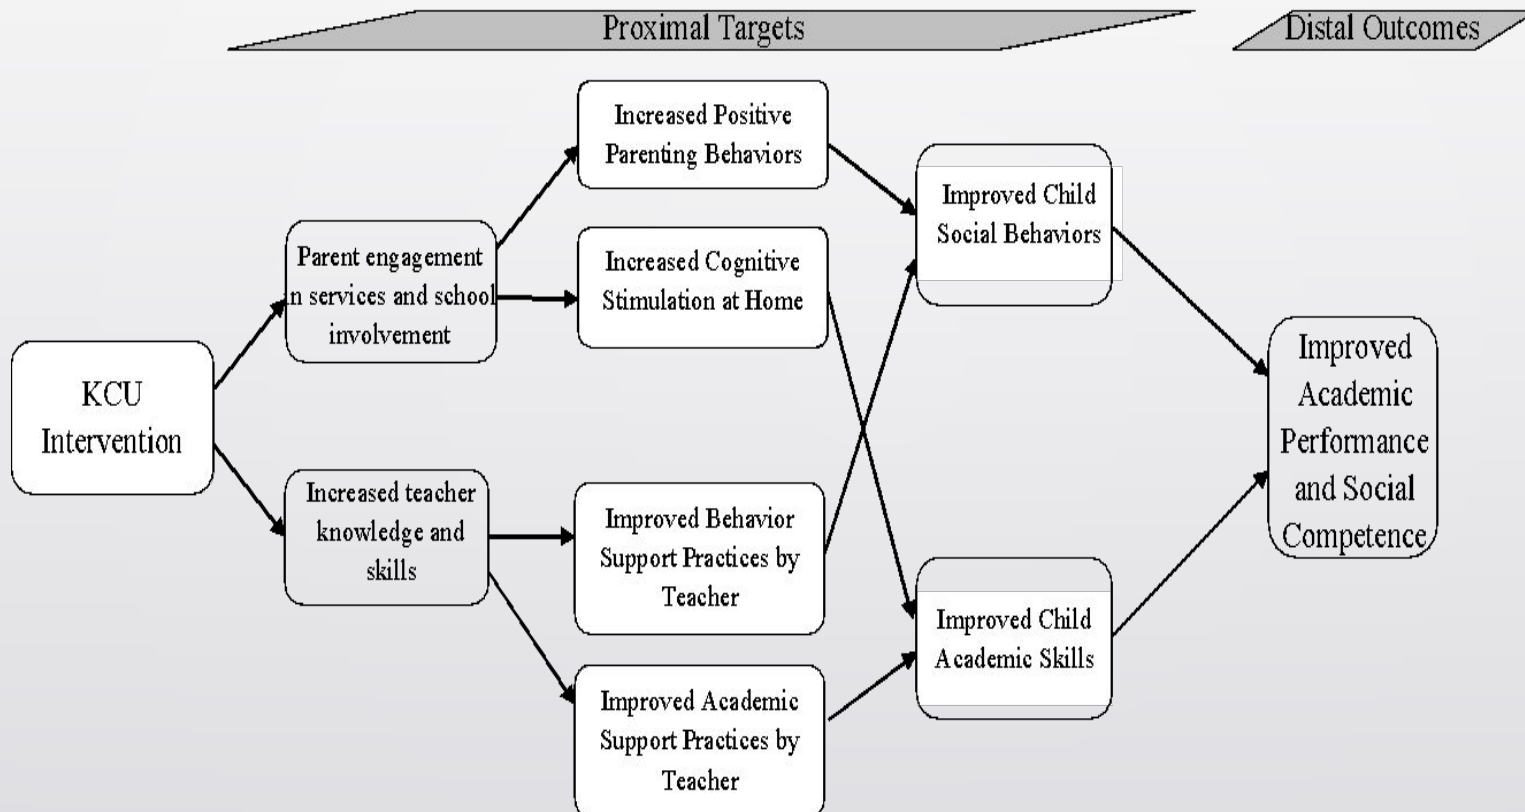 Proximal Targets
Distal Outcomes
Increased Positive
Parenting Behaviors
Improved Child
Social Behaviors
Parent engagement
n services and school
involvement
Increased Cognitive
Stimulation at Home
KCU
Intervention
Improved
Academic
Performance
and Social
Competence
Increased teacher
knowledge and
skills
Improved Behavior
Support Practices by
Teacher
Improved Child
Academic Skills
Improved Academic
Support Practices by
Teacher